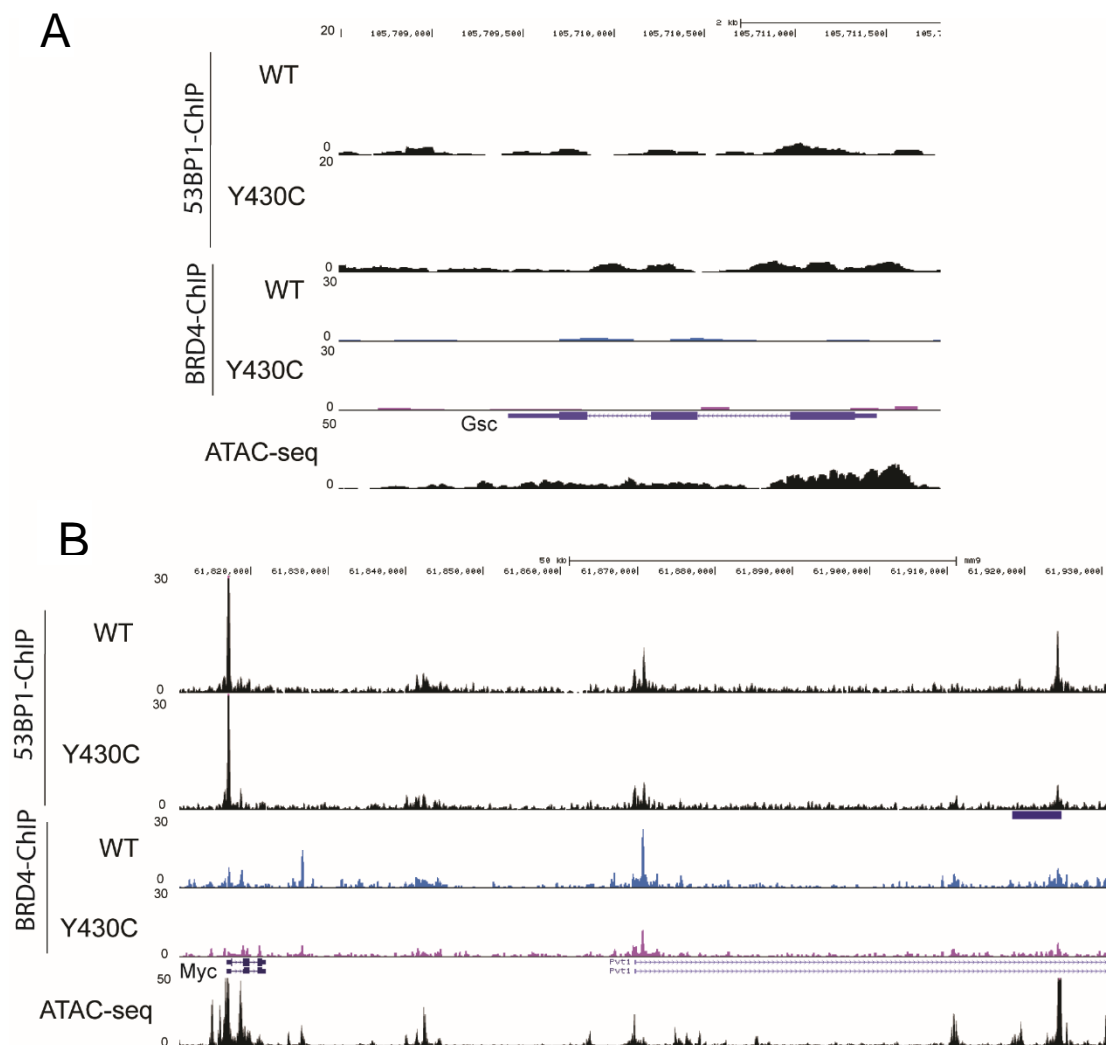 A
2 kb
20 105,709,000 105,709,500 105,710,000 105,710,500 105,711,000 105,711,500 105,7
53BP1-ChIP
WT
0
20
Y430C
0
30
BRD4-ChIP
WT
0
30
Y430C
0
50
Gsc
ATAC-seq
0
B
50 kb mm9
30 61,820,000 61,830,000 61,840,000 61,850,000 61,860,000 61,870,000 61,880,000 61,890,000 61,900,000 61,910,000 61,920,000 61,930,000
53BP1-ChIP
WT
0
30
Y430C
0
30
BRD4-ChIP
WT
0
30
Y430C
0
Myc
Pvt1
Pvt1
50
ATAC-seq
0